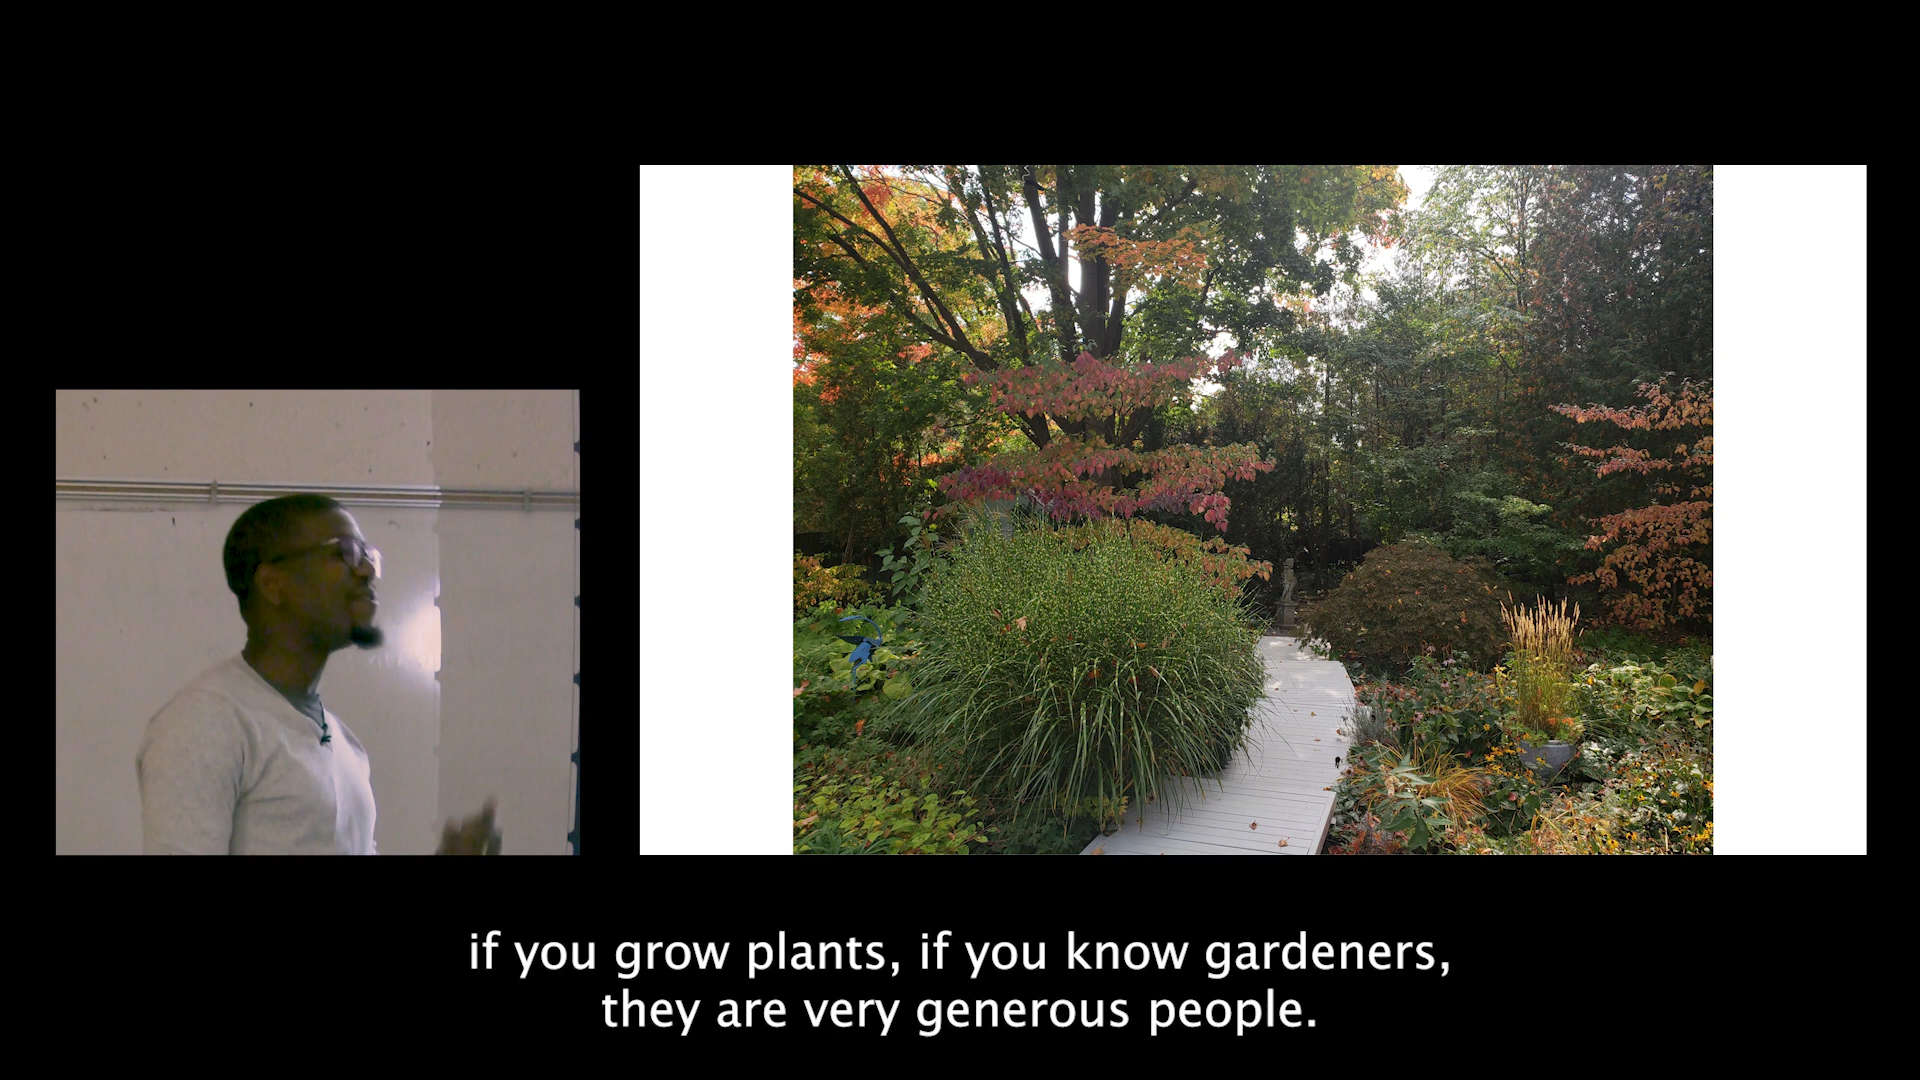 if you grow plants, if you know gardeners,
they are very generous people.